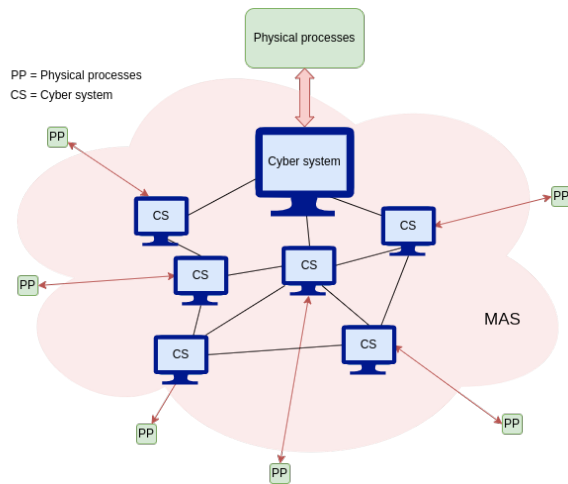 Physical processes
PP = Physical processes
CS = Cyber system
PP
Cyber system
CS
PP
CS
CS
CS
PP
MAS
CS
CS
PP
PP
PP